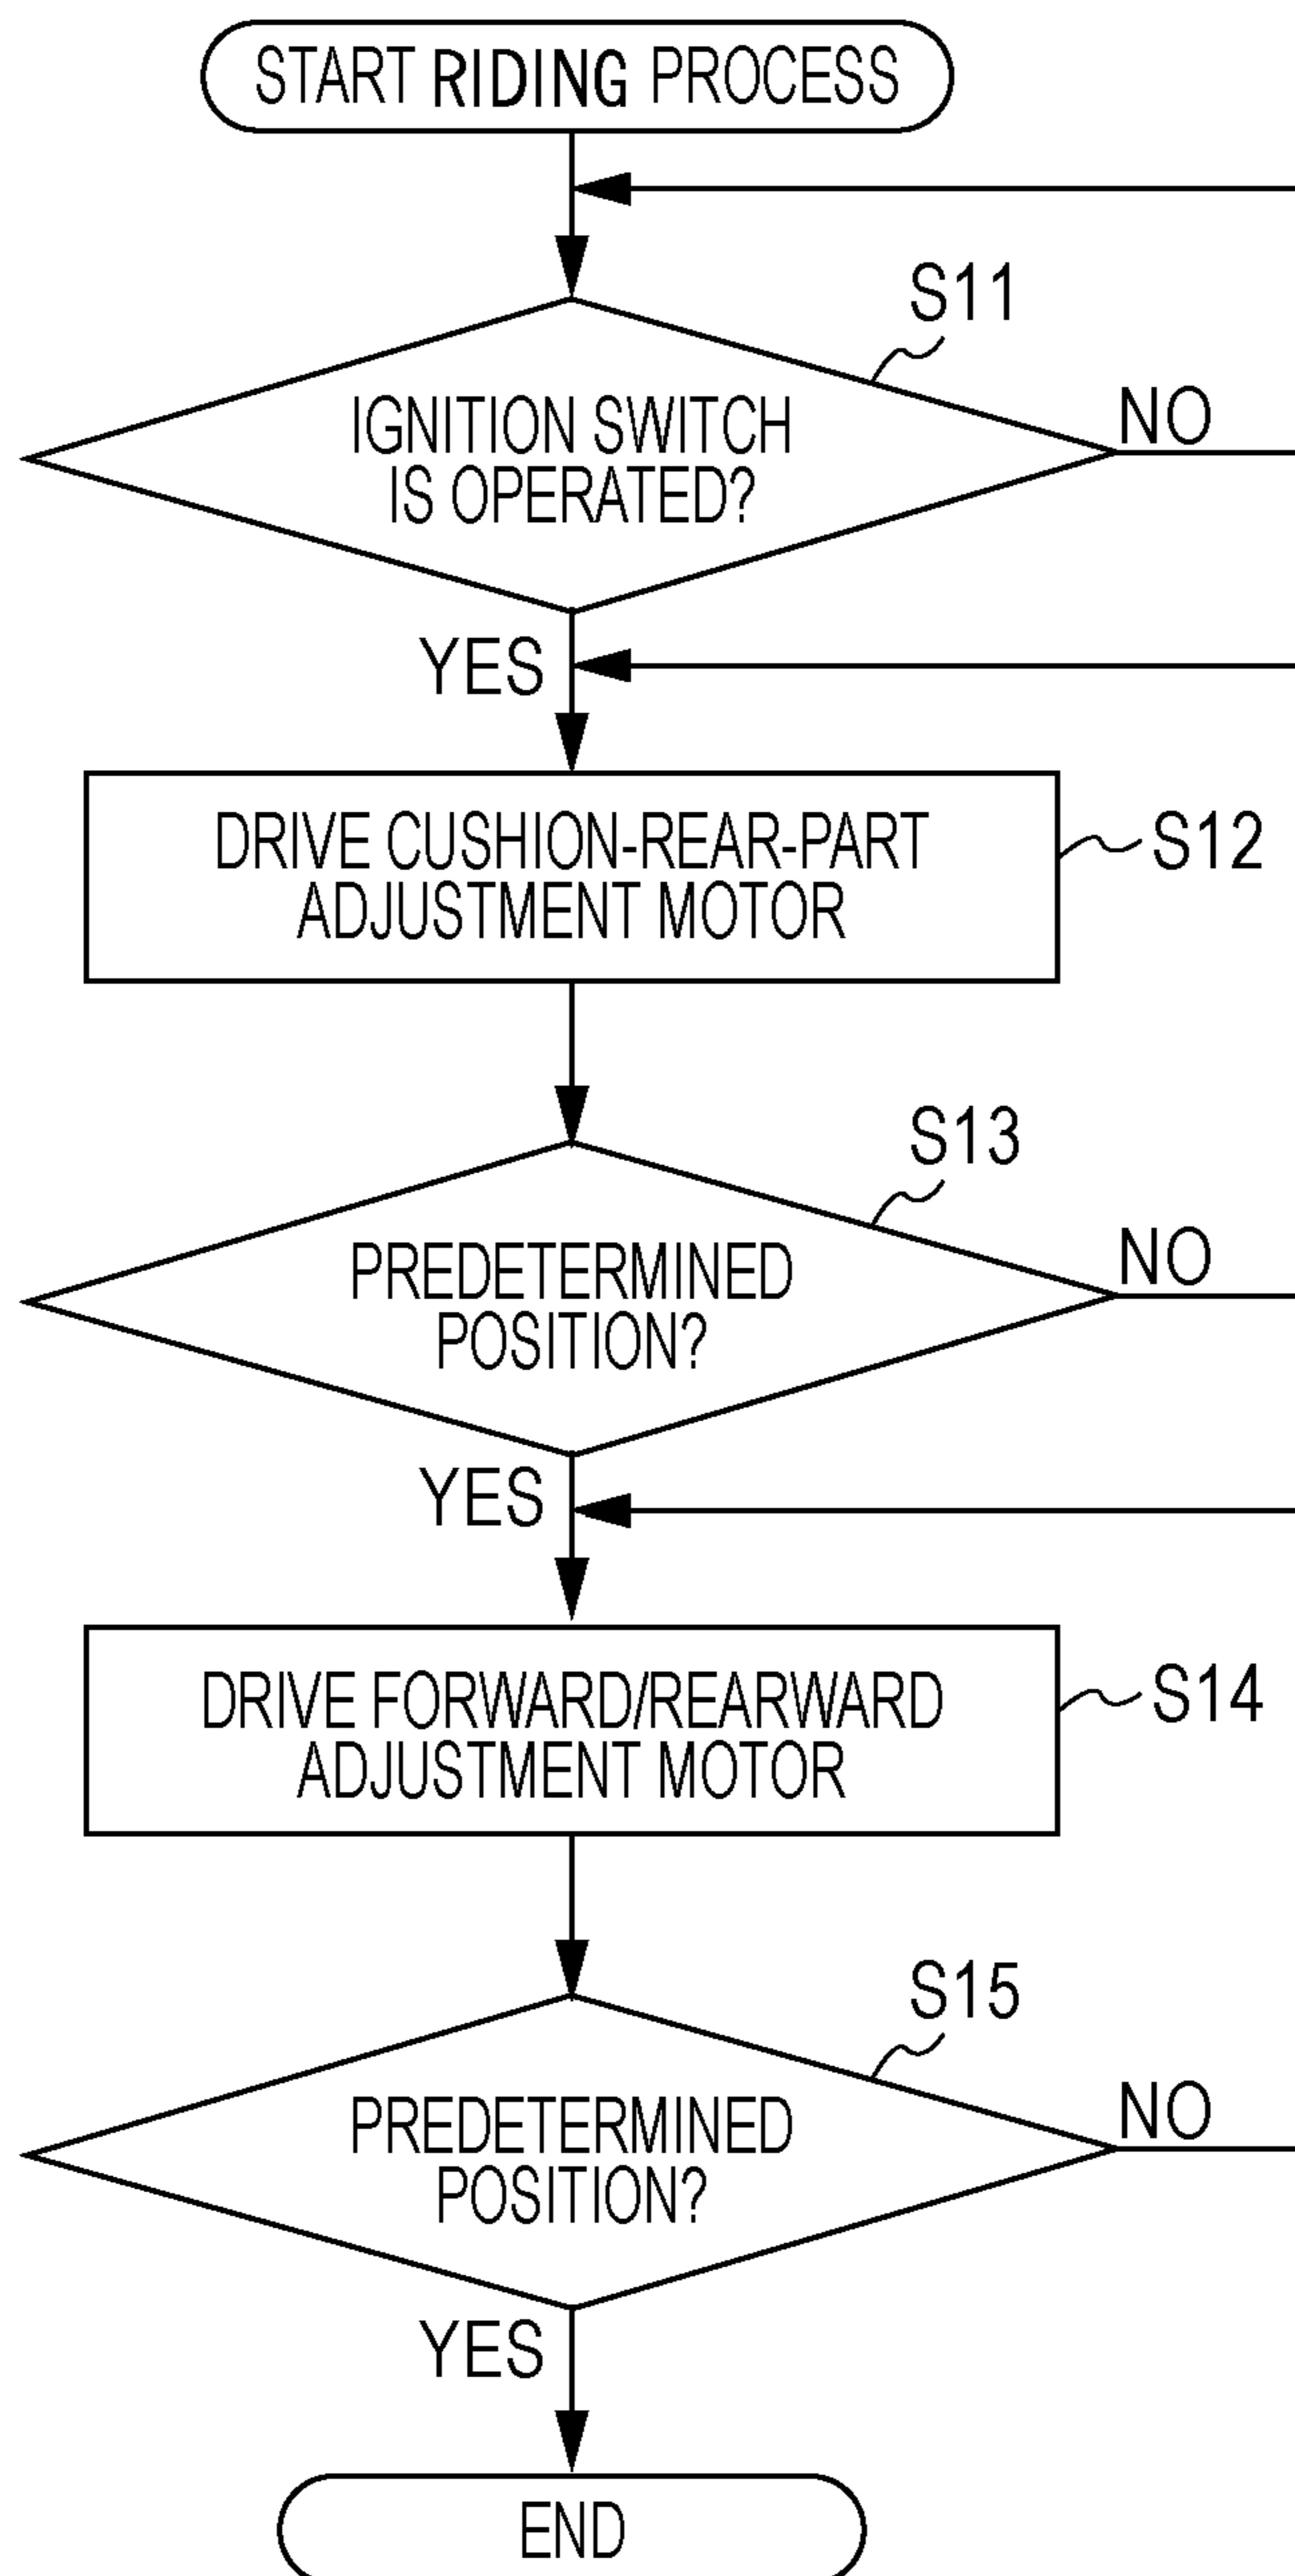 START RIDING PROCESS
S11
IGNITION SWITCH
IS OPERATED?
NO
YES
DRIVE CUSHION-REAR-PART
ADJUSTMENT MOTOR
S12
S13
PREDETERMINED
POSITION?
NO
YES
DRIVE FORWARD/REARWARD
ADJUSTMENT MOTOR
S14
S15
PREDETERMINED
POSITION?
NO
YES
END